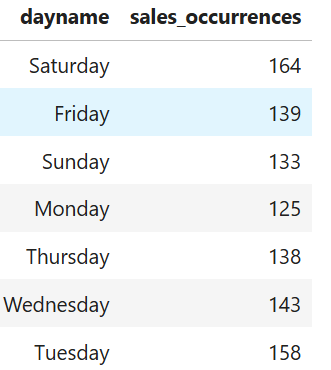 dayname sales_occurrences
Saturday 164
Friday 139
Sunday 133
Monday 125
Thursday 138
Wednesday 143
Tuesday 158